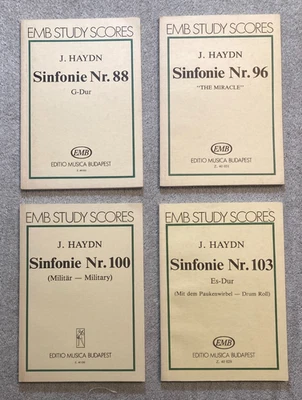 EMB STUDY SCORES
J. HAYDN
Sinfonie Nr. 88
G-Dur
EMB
EDITIO MUSICA BUDAPEST
EMB STUDY SCORES
J. HAYDN
Sinfonie Nr. 96
"THE MIRACLE"
EMB
EDITIO MUSICA BUDAPEST
EMB STUDY SCORES
J. HAYDN
Sinfonie Nr. 100
(Militär — Military)
EDITIO MUSICA BUDAPEST
EMB STUDY SCORES
J. HAYDN
Sinfonie Nr. 103
Es-Dur
(Mit dem Paukenwirbel — Drum Roll)
EMB
EDITIO MUSICA BUDAPEST